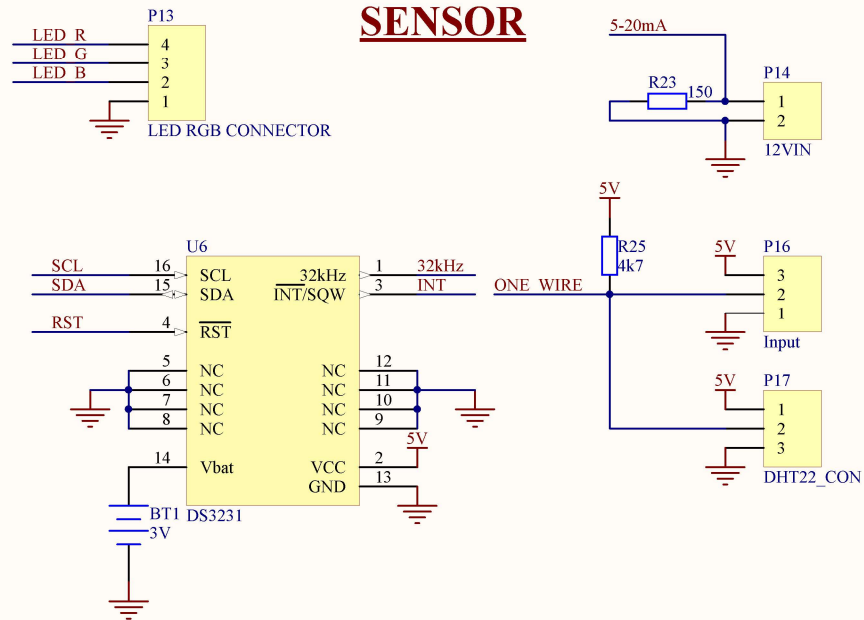 SENSOR
P13
LED_R
LED_G
LED_B
4
3
2
1
LED RGB CONNECTOR
5-20mA
R23
150
P14
1
2
12VIN
U6
SCL
SDA
RST
16
15
4
5
6
7
8
14
SCL
SDA
RST
NC
NC
NC
NC
Vbat
32kHz
INT/SQW
NC
NC
NC
NC
VCC
GND
1
3
12
11
10
9
2
13
32kHz
INT
5V
DS3231
BT1
3V
5V
R25
4k7
ONE_WIRE
5V
P16
3
2
1
Input
5V
P17
1
2
3
DHT22_CON